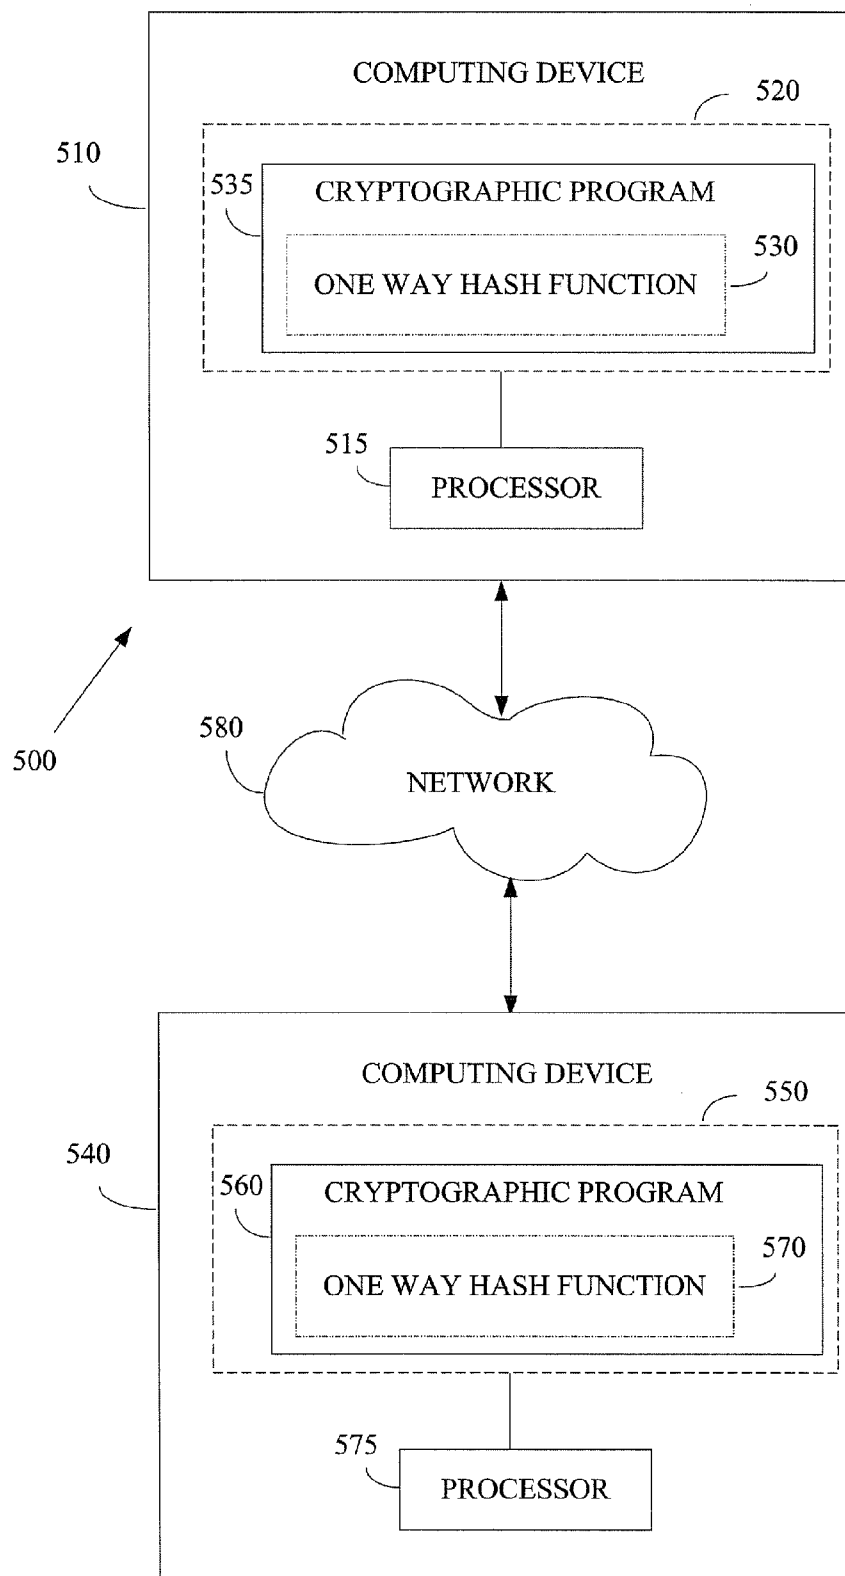 COMPUTING DEVICE
520
510
535
CRYPTOGRAPHIC PROGRAM
530
ONE WAY HASH FUNCTION
515
PROCESSOR
580
500
NETWORK
COMPUTING DEVICE
550
540
560
CRYPTOGRAPHIC PROGRAM
570
ONE WAY HASH FUNCTION
575
PROCESSOR